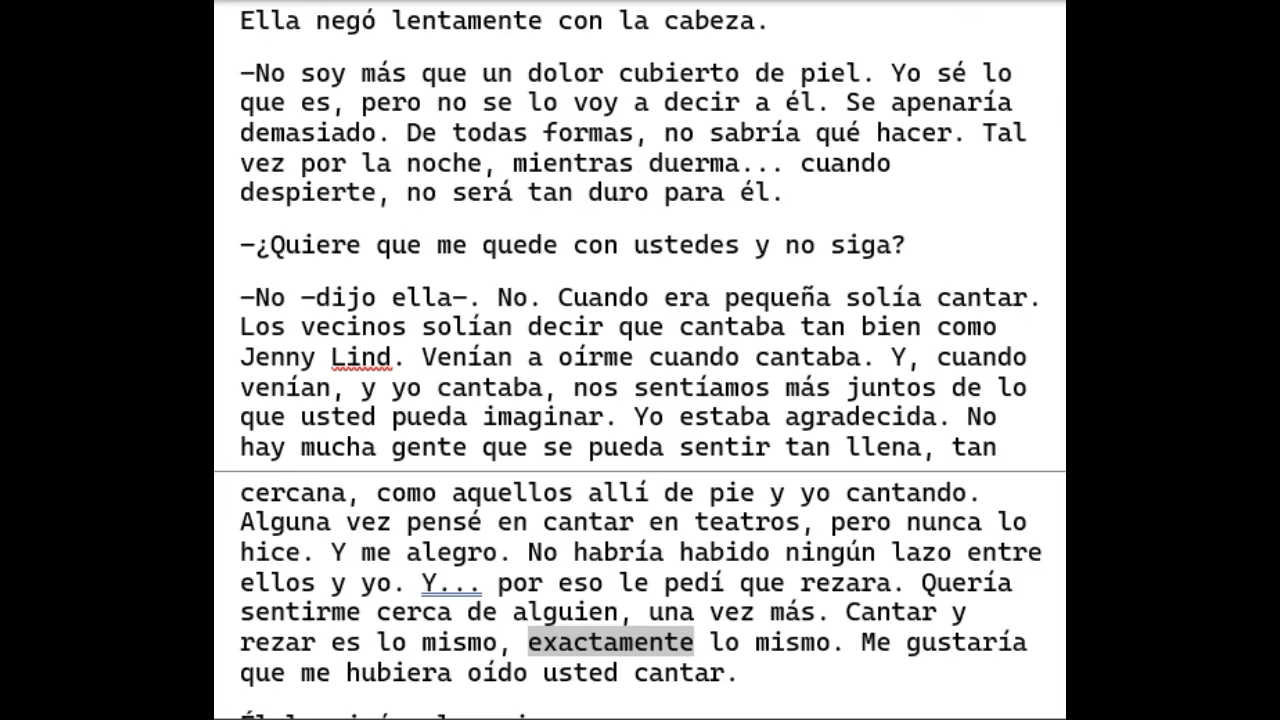 Ella negó lentamente con la cabeza.
—No soy más que un dolor cubierto de piel. Yo sé lo
que es, pero no se lo voy a decir a él. Se apenaría
demasiado. De todas formas, no sabría qué hacer. Tal
vez por la noche, mientras duerma... cuando
despierte, no será tan duro para él.
—¿Quiere que me quede con ustedes y no siga?
—No —dijo ella—. No. Cuando era pequeña solía cantar.
Los vecinos solían decir que cantaba tan bien como
Jenny Lind. Venían a oírme cuando cantaba. Y, cuando
venían, y yo cantaba, nos sentíamos más juntos de lo
que usted pueda imaginar. Yo estaba agradecida. No
hay mucha gente que se pueda sentir tan llena, tan
cercana, como aquellos allí de pie y yo cantando.
Alguna vez pensé en cantar en teatros, pero nunca lo
hice. Y me alegro. No habría habido ningún lazo entre
ellos y yo. Y... por eso le pedí que rezara. Quería
sentirme cerca de alguien, una vez más. Cantar y
rezar es lo mismo, exactamente lo mismo. Me gustaría
que me hubiera oído usted cantar.